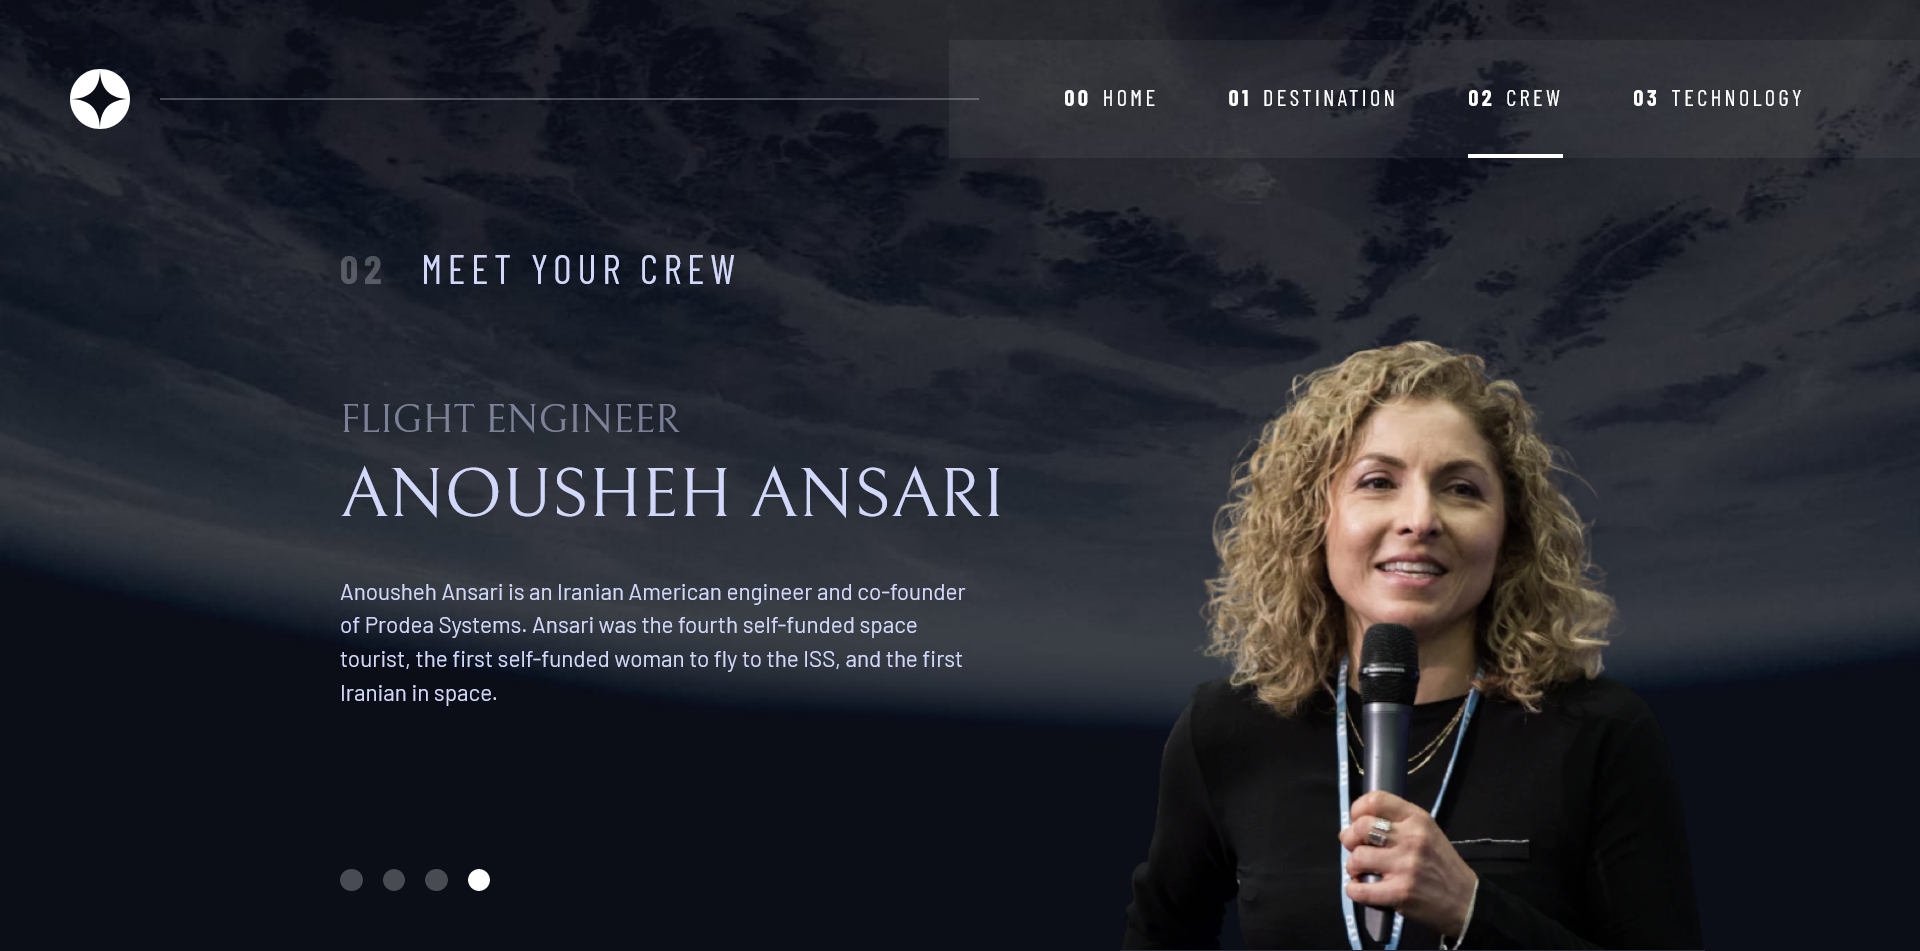 00 HOME
01 DESTINATION
02 CREW
03 TECHNOLOGY
02 MEET YOUR CREW
FLIGHT ENGINEER
ANOUSHEH ANSARI
Anousheh Ansari is an Iranian American engineer and co-founder
of Prodea Systems. Ansari was the fourth self-funded space
tourist, the first self-funded woman to fly to the ISS, and the first
Iranian in space.